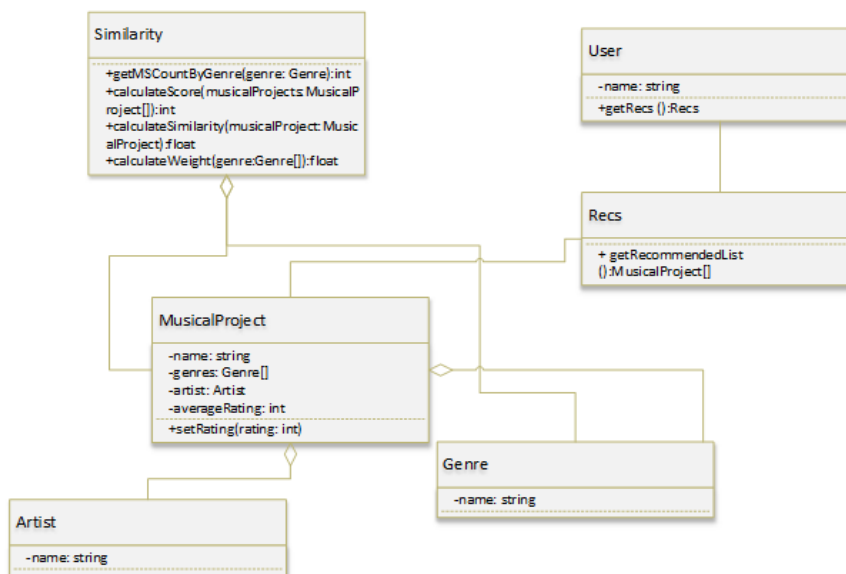 Similarity
+getMSCountByGenre(genre: Genre):int
+calculateScore(musicalProjects:MusicalP
roject[]):int
+calculateSimilarity(musicalProject:Music
alProject):float
+calculateWeight(genre:Genre[]):float
User
-name: string
+getRecs ():Recs
Recs
+ getRecommendedList
():MusicalProject[]
MusicalProject
-name: string
-genres: Genre[]
-artist: Artist
-averageRating: int
+setRating(rating: int)
Genre
-name: string
Artist
-name: string